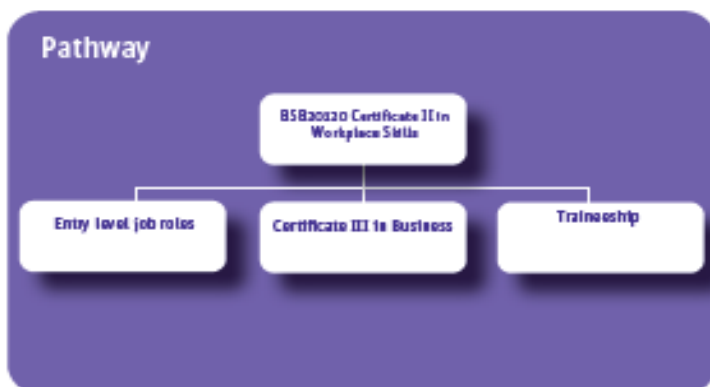 Pathway
BSB20120 Certificate II in
Workplace Skills
Entry level job roles
Certificate III in Business
Traineeship